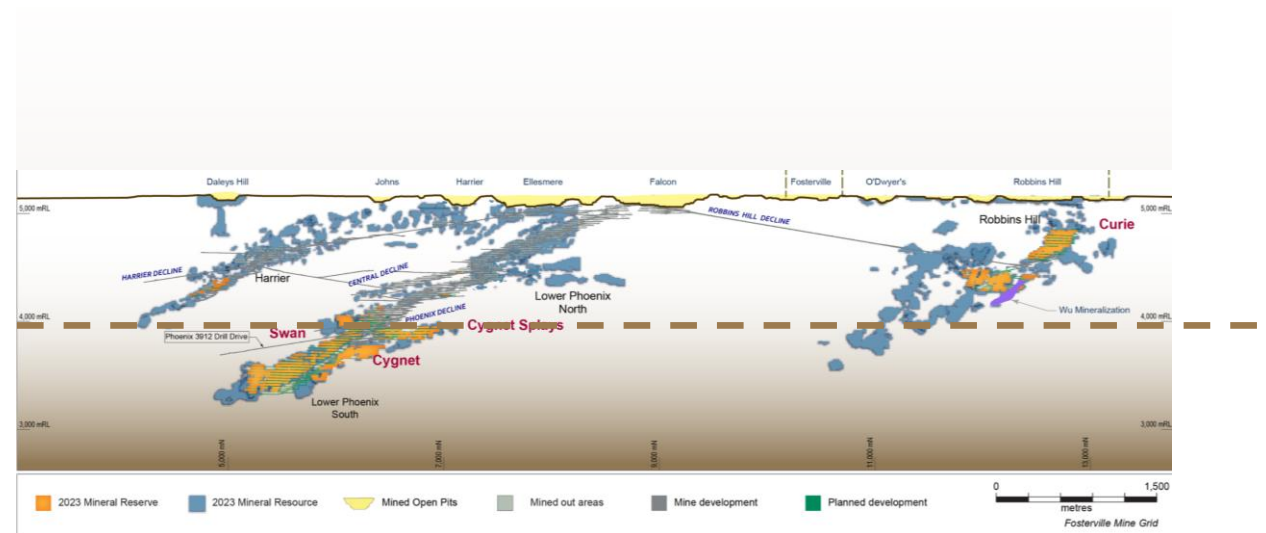 Daleys Hill Johns Harrier Ellesmere Falcon Fosterville O'Dwyer's Robbins Hill
5,000 mRL 5,000 mRL
ROBBINS HILL DECLINE
Robbins Hill
Curie
HARRIER DECLINE
Harrier
CENTRAL DECLINE
Lower Phoenix
North
PHOENIX DECLINE
Wu Mineralization
4,000 mRL 4,000 mRL
Swan
Cygnet Splays
Phoenix 3912 Drill Drive
Cygnet
Lower Phoenix
South
3,000 mRL 3,000 mRL
5,000 mN 7,000 mN 9,000 mN 11,000 mN 13,000 mN
2023 Mineral Reserve 2023 Mineral Resource Mined Open Pits Mined out areas Mine development Planned development
0 1,500
metres
Fosterville Mine Grid